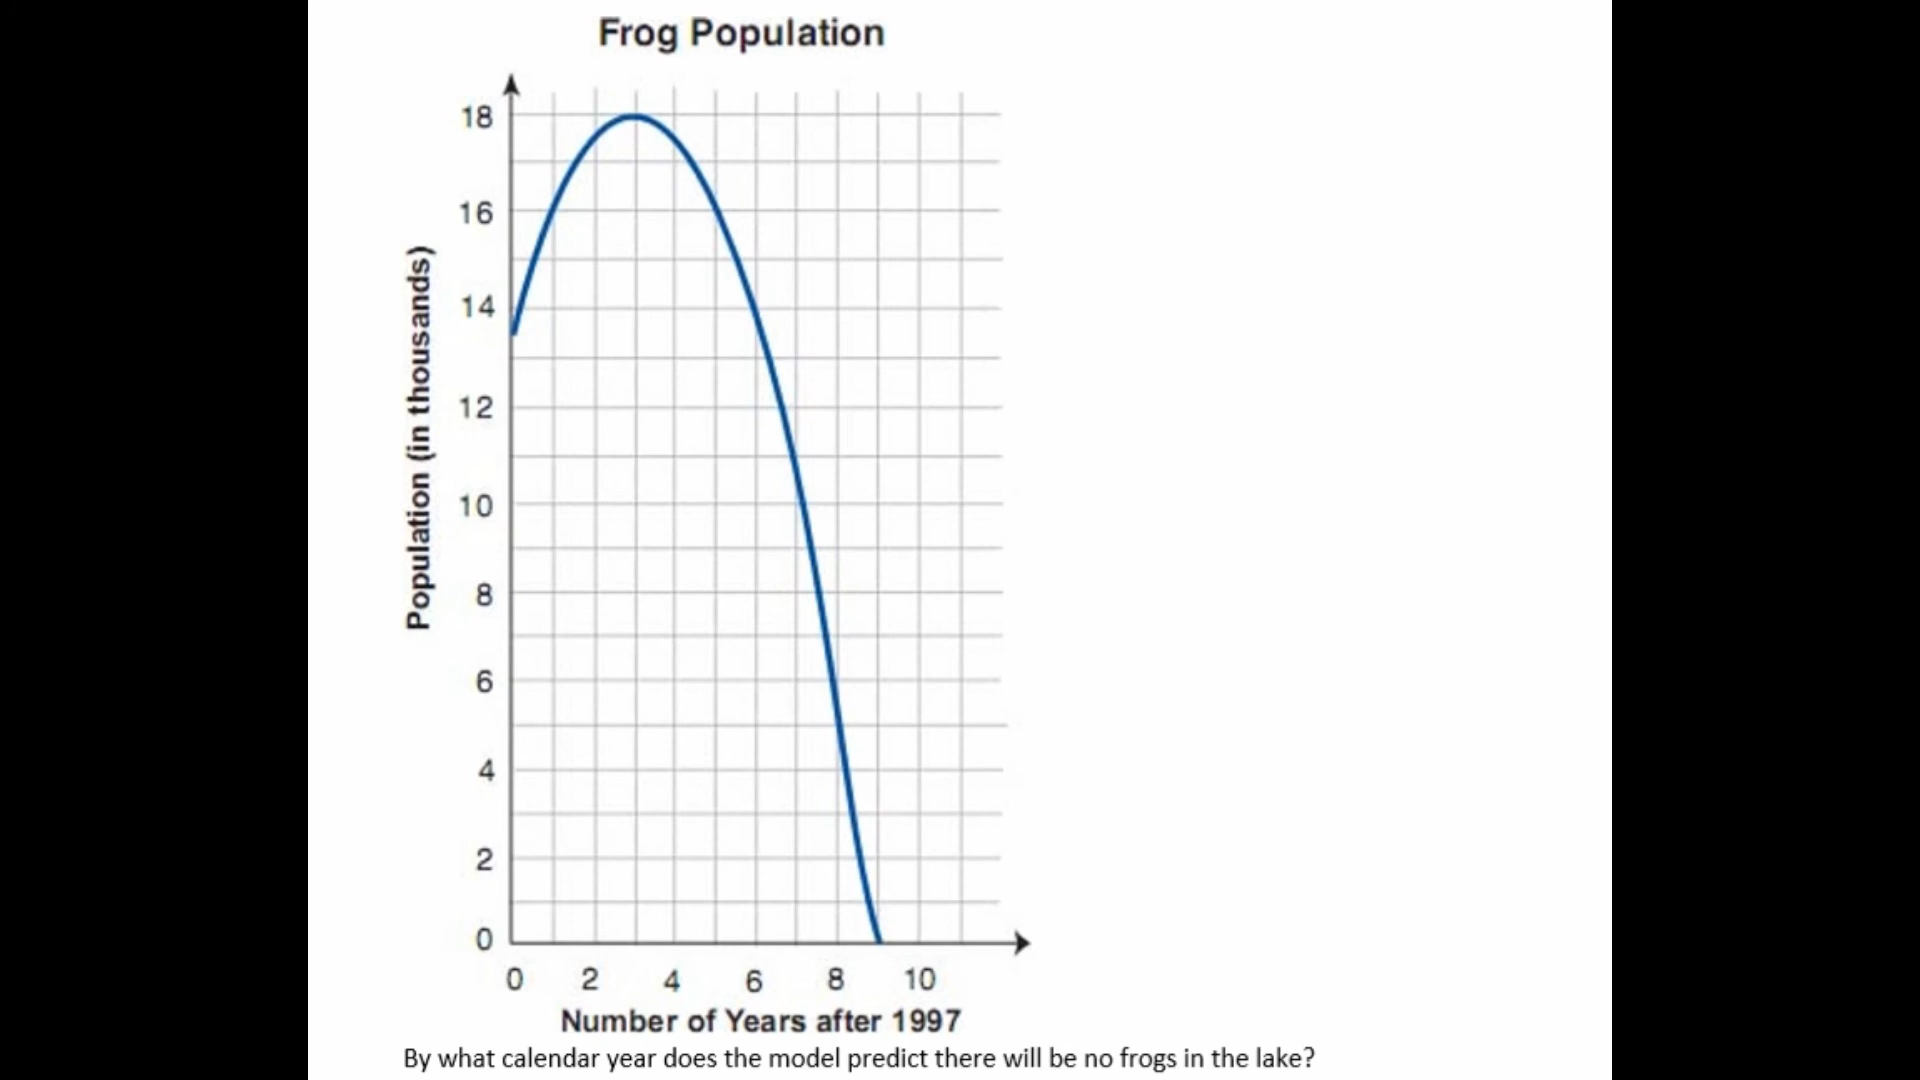 Frog Population
18
16
14
12
10
8
6
4
2
0
Population (in thousands)
0 2 4 6 8 10
Number of Years after 1997
By what calendar year does the model predict there will be no frogs in the lake?